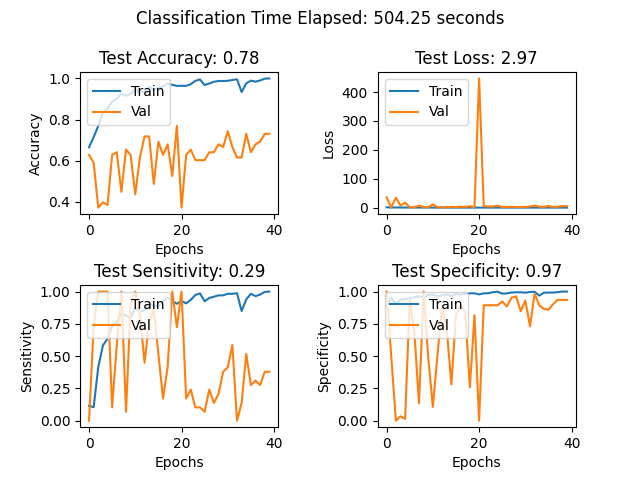 Classification Time Elapsed: 504.25 seconds
Test Accuracy: 0.78
1.0
0.8
0.6
0.4
Accuracy
Train
Val
0
20
40
Epochs
Test Loss: 2.97
400
300
200
100
0
Loss
Train
Val
0
20
40
Epochs
Test Sensitivity: 0.29
1.00
0.75
0.50
0.25
0.00
Sensitivity
Train
Val
0
20
40
Epochs
Test Specificity: 0.97
1.00
0.75
0.50
0.25
0.00
Specificity
Train
Val
0
20
40
Epochs